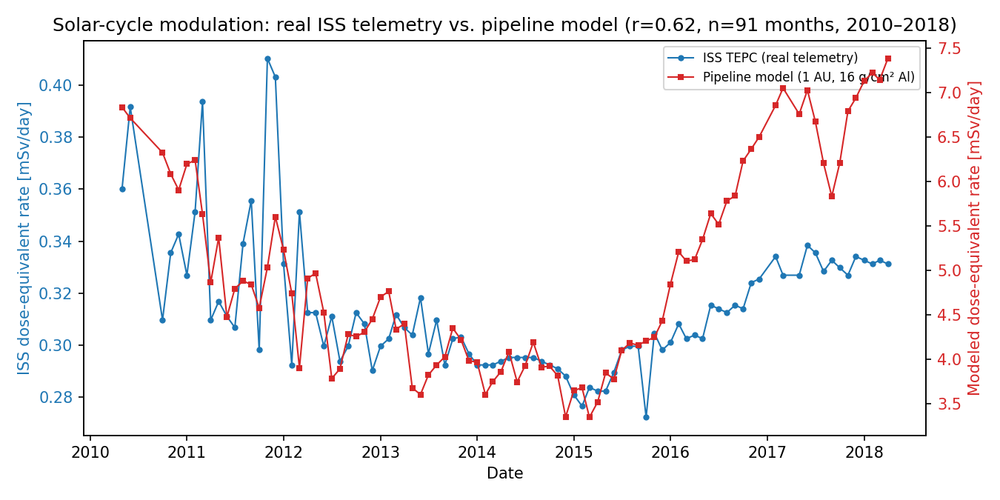 Solar-cycle modulation: real ISS telemetry vs. pipeline model (r=0.62, n=91 months, 2010–2018)
ISS TEPC (real telemetry)
Pipeline model (1 AU, 16 g/cm² Al)
ISS dose-equivalent rate [mSv/day]
0.40
0.38
0.36
0.34
0.32
0.30
0.28
7.5
7.0
6.5
6.0
5.5
5.0
4.5
4.0
3.5
Modeled dose-equivalent rate [mSv/day]
2010 2011 2012 2013 2014 2015 2016 2017 2018
Date